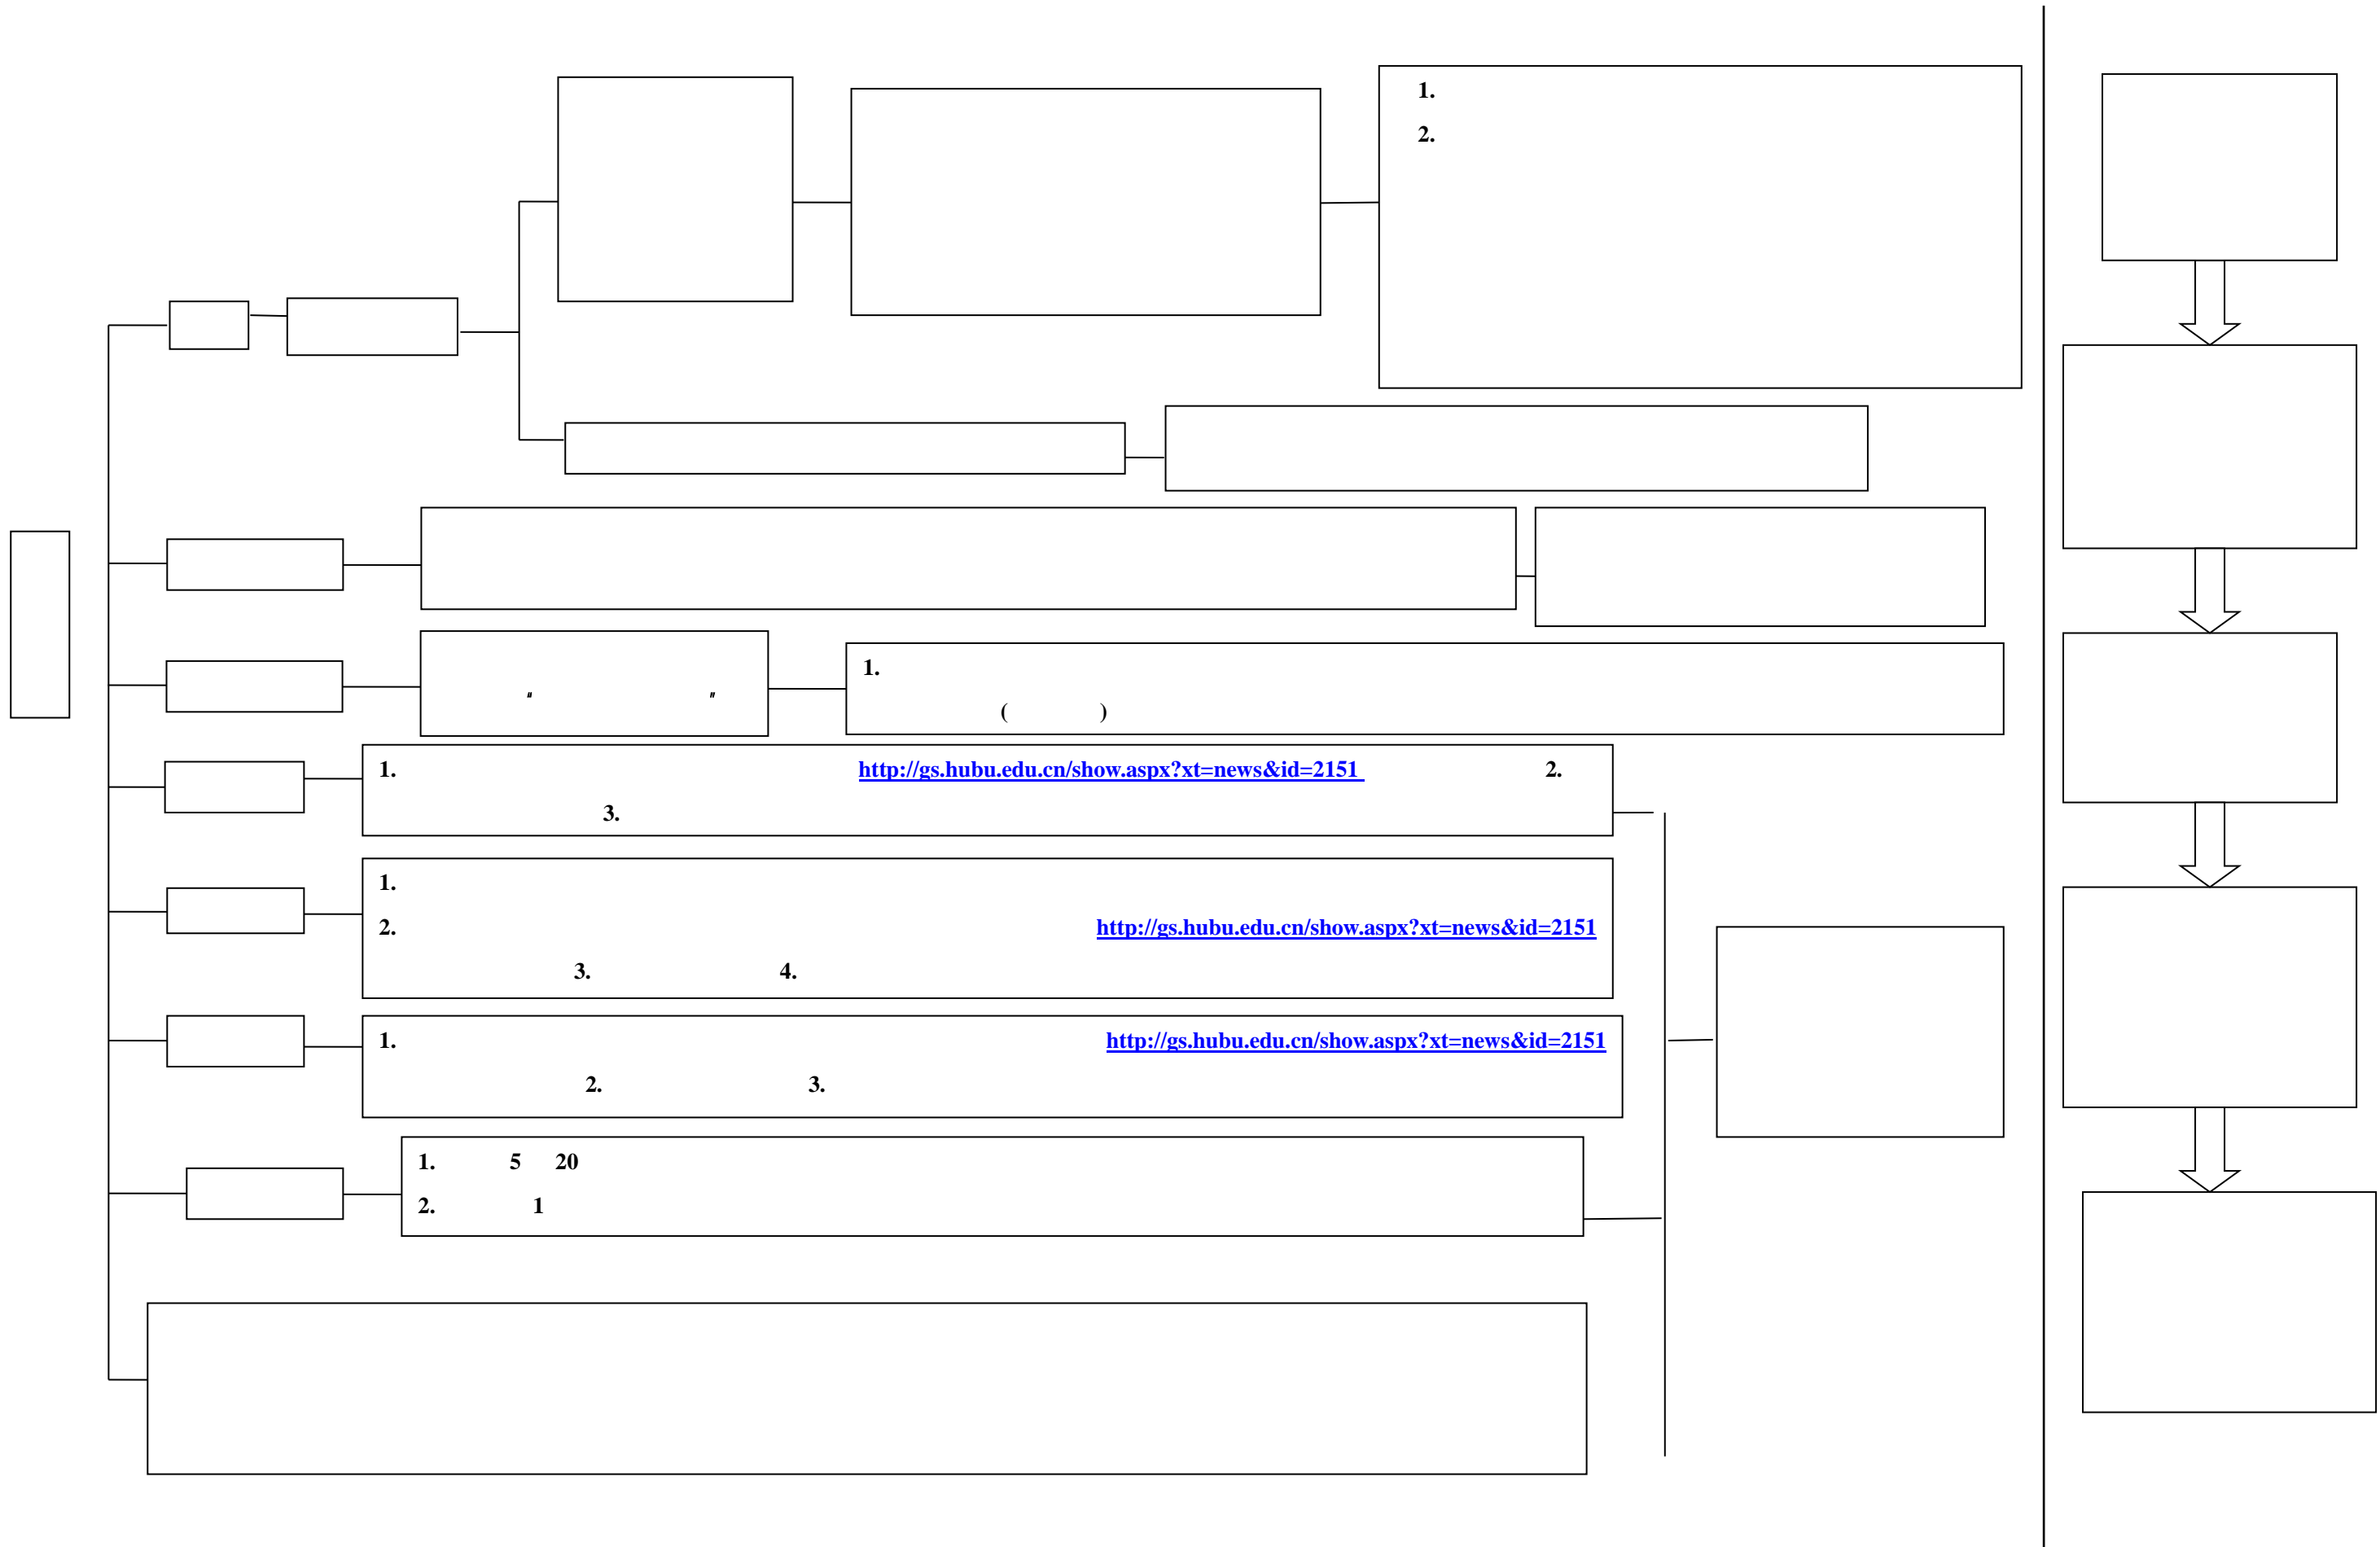 1.
2.
“ ”
1.
( )
1. http://gs.hubu.edu.cn/show.aspx?xt=news&id=2151 2.
3.
1.
2. http://gs.hubu.edu.cn/show.aspx?xt=news&id=2151
3. 4.
1. http://gs.hubu.edu.cn/show.aspx?xt=news&id=2151
2. 3.
1. 5 20
2. 1